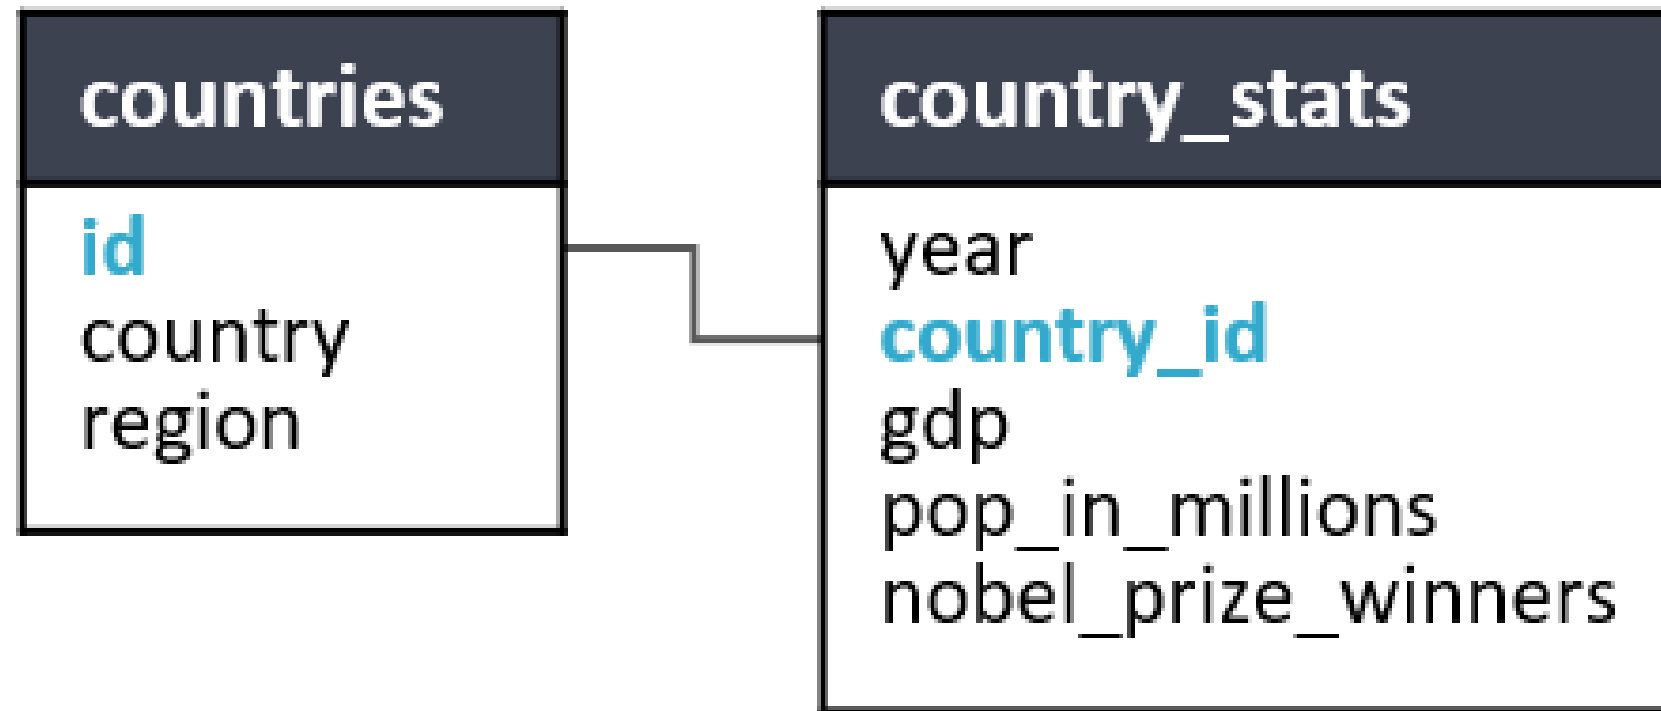 countries
id
country
region
country_stats
year
country_id
gdp
pop_in_millions
nobel_prize_winners